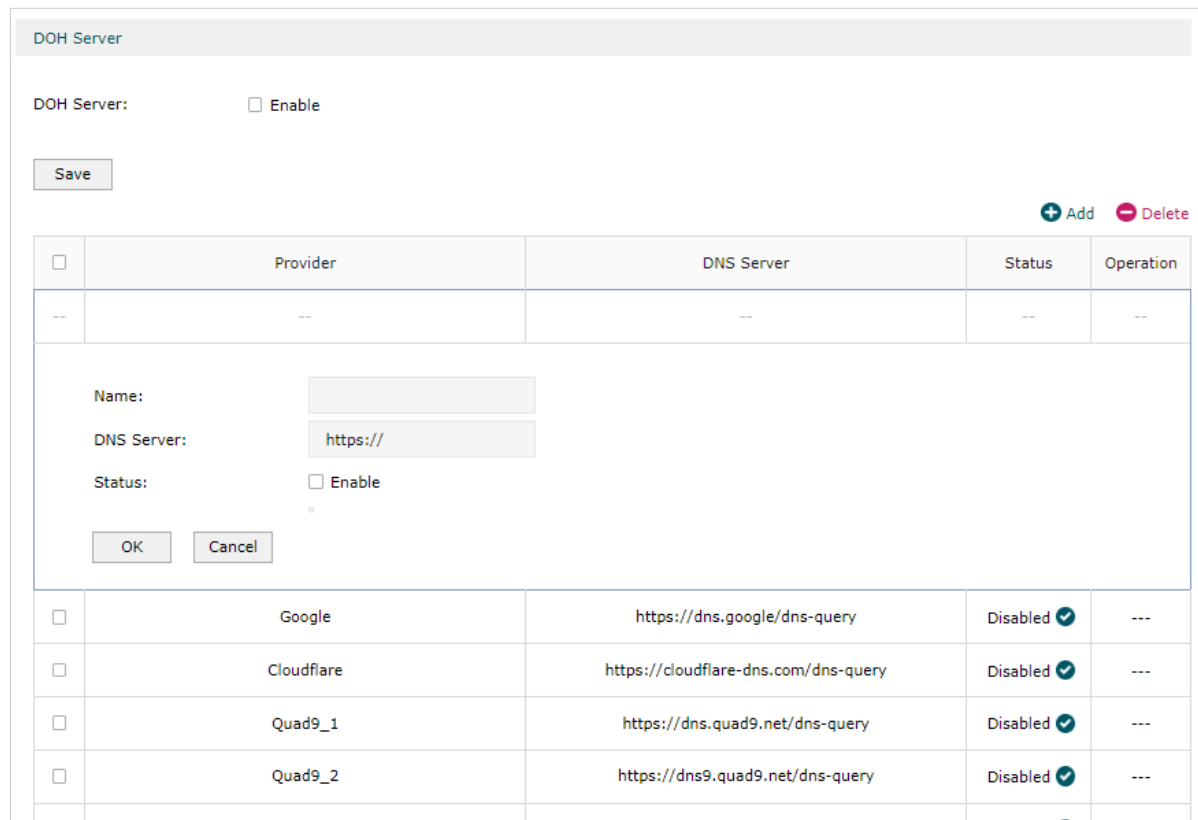 DOH Server
DOH Server: Enable
Save
Add Delete
Provider DNS Server Status Operation
-- -- -- -- --
Name:
DNS Server: https://
Status: Enable
OK Cancel
Google https://dns.google/dns-query Disabled ---
Cloudflare https://cloudflare-dns.com/dns-query Disabled ---
Quad9_1 https://dns.quad9.net/dns-query Disabled ---
Quad9_2 https://dns9.quad9.net/dns-query Disabled ---